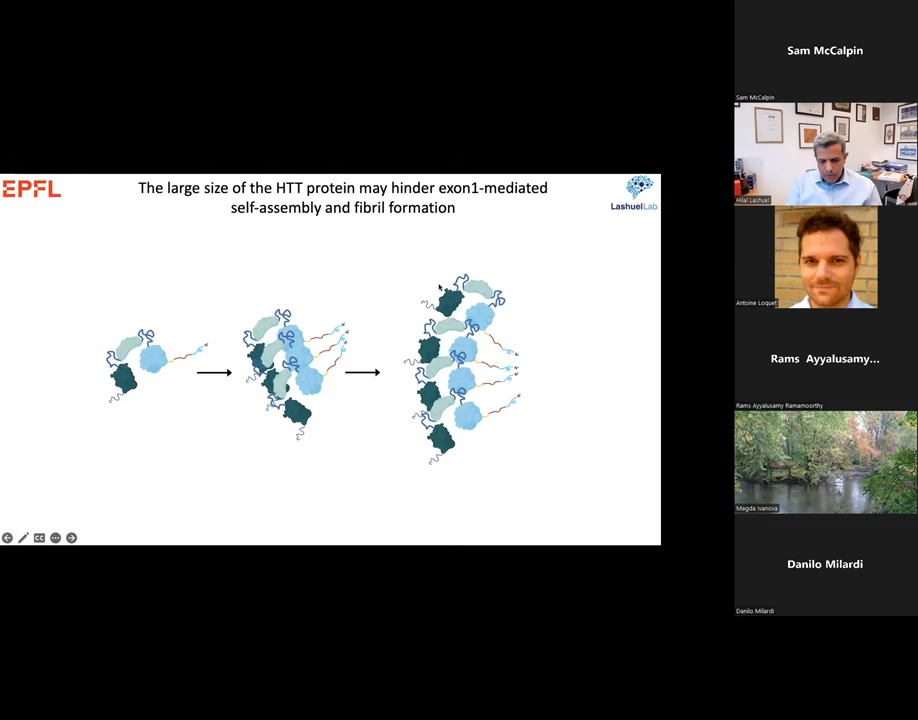 EPFL
The large size of the HTT protein may hinder exon1-mediated
self-assembly and fibril formation
LashuelLab
Sam McCalpin
Sam McCalpin
Hilal Lashuel
Antoine Loquet
Rams Ayyalusamy...
Rams Ayyalusamy Ramamoorthy
Magda Ivanova
Danilo Milardi
Danilo Milardi